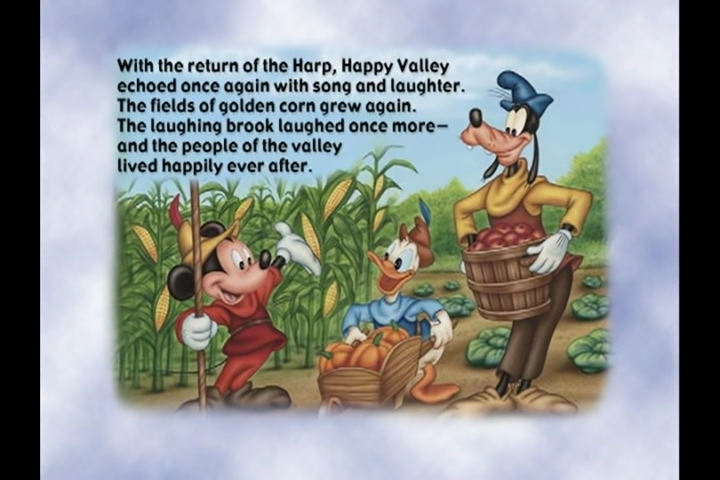 With the return of the Harp, Happy Valley
echoed once again with song and laughter.
The fields of golden corn grew again.
The laughing brook laughed once more—
and the people of the valley
lived happily ever after.